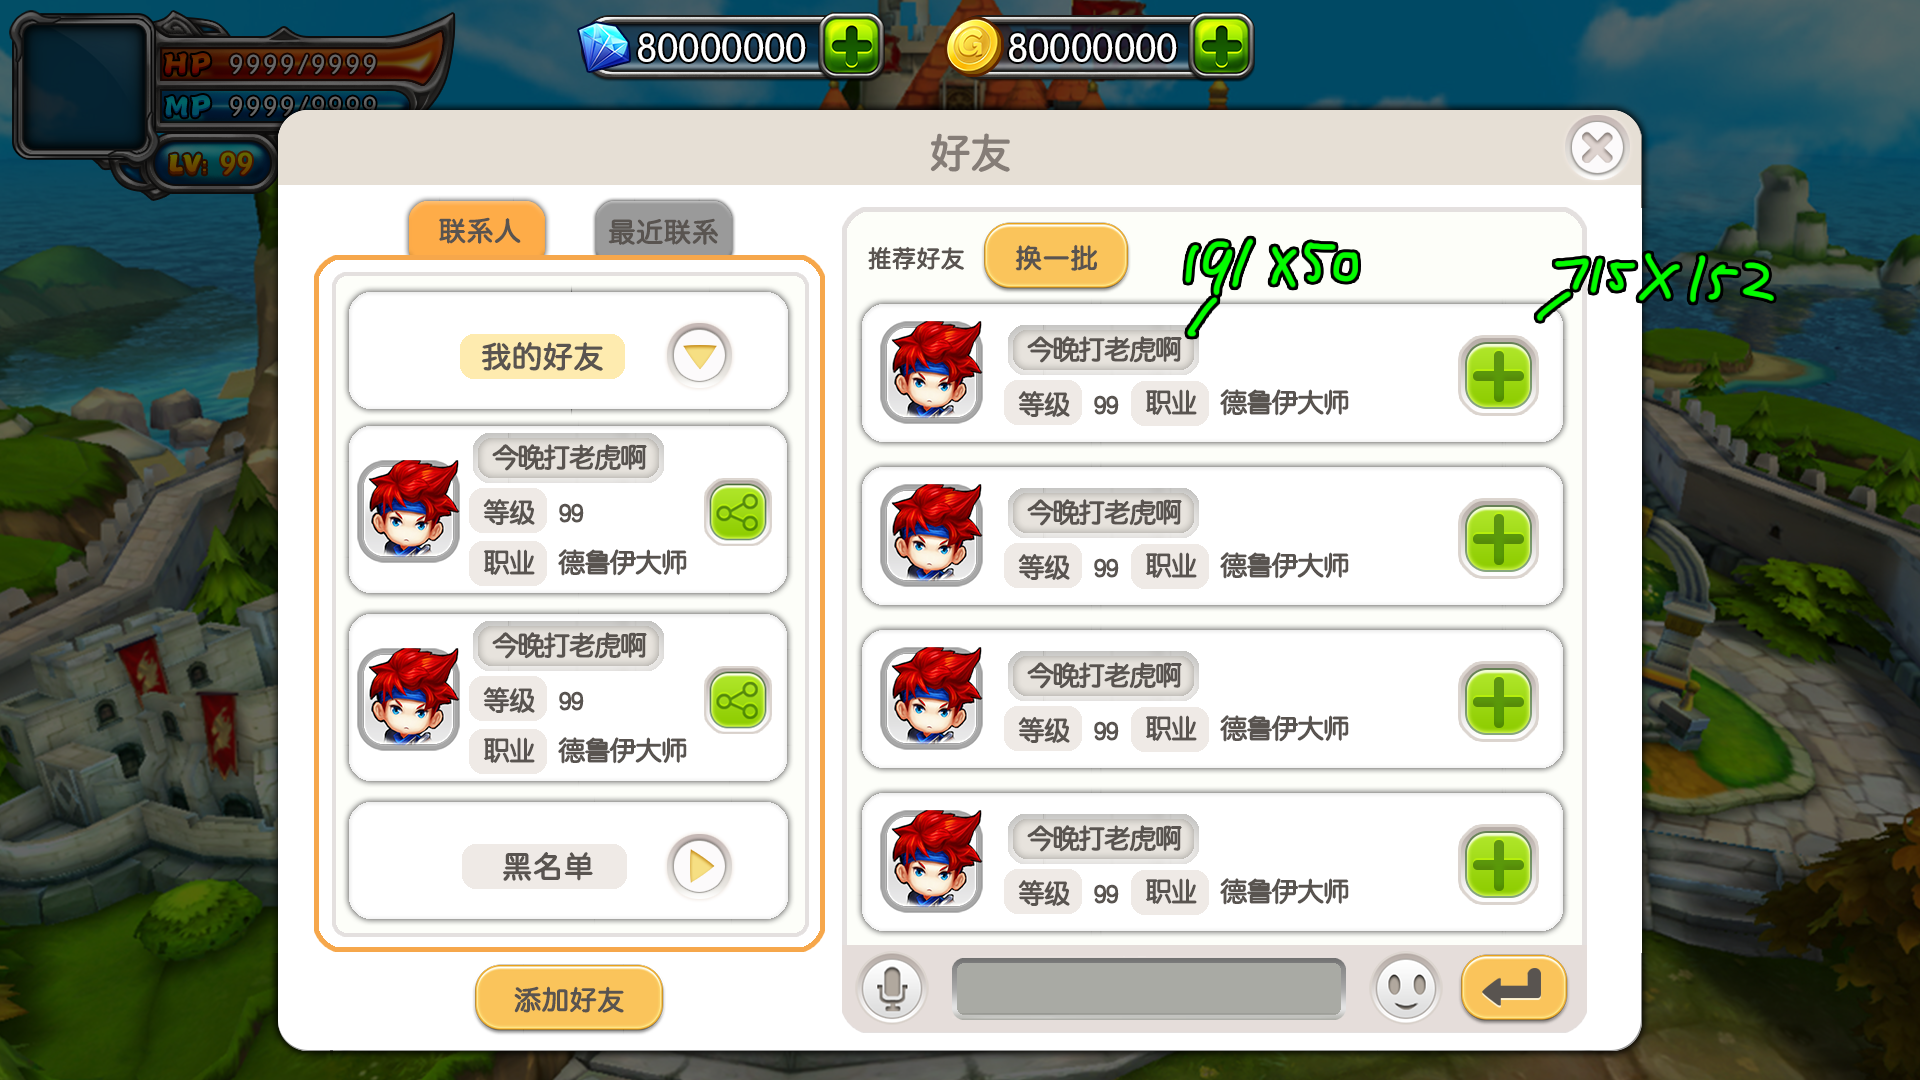 HP 9999/9999
80000000
G 80000000
MP 9999/9999
LV: 99
好友
联系人
最近联系
推荐好友
换一批
191X50
715X152
我的好友
今晚打老虎啊
等级 99
职业 德鲁伊大师
今晚打老虎啊
等级 99
职业 德鲁伊大师
黑名单
添加好友
今晚打老虎啊
等级 99 职业 德鲁伊大师
今晚打老虎啊
等级 99 职业 德鲁伊大师
今晚打老虎啊
等级 99 职业 德鲁伊大师
今晚打老虎啊
等级 99 职业 德鲁伊大师